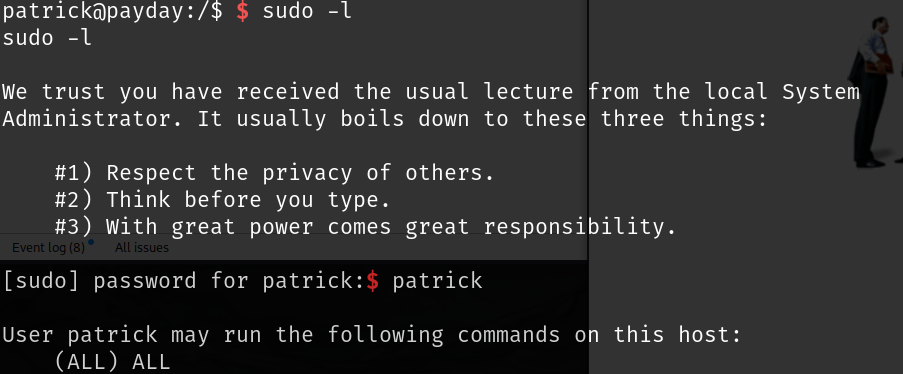 patrick@payday:/$ $ sudo -l
sudo -l
We trust you have received the usual lecture from the local System
Administrator. It usually boils down to these three things:
#1) Respect the privacy of others.
#2) Think before you type.
#3) With great power comes great responsibility.
Event log (8) All issues
[sudo] password for patrick:$ patrick
User patrick may run the following commands on this host:
(ALL) ALL